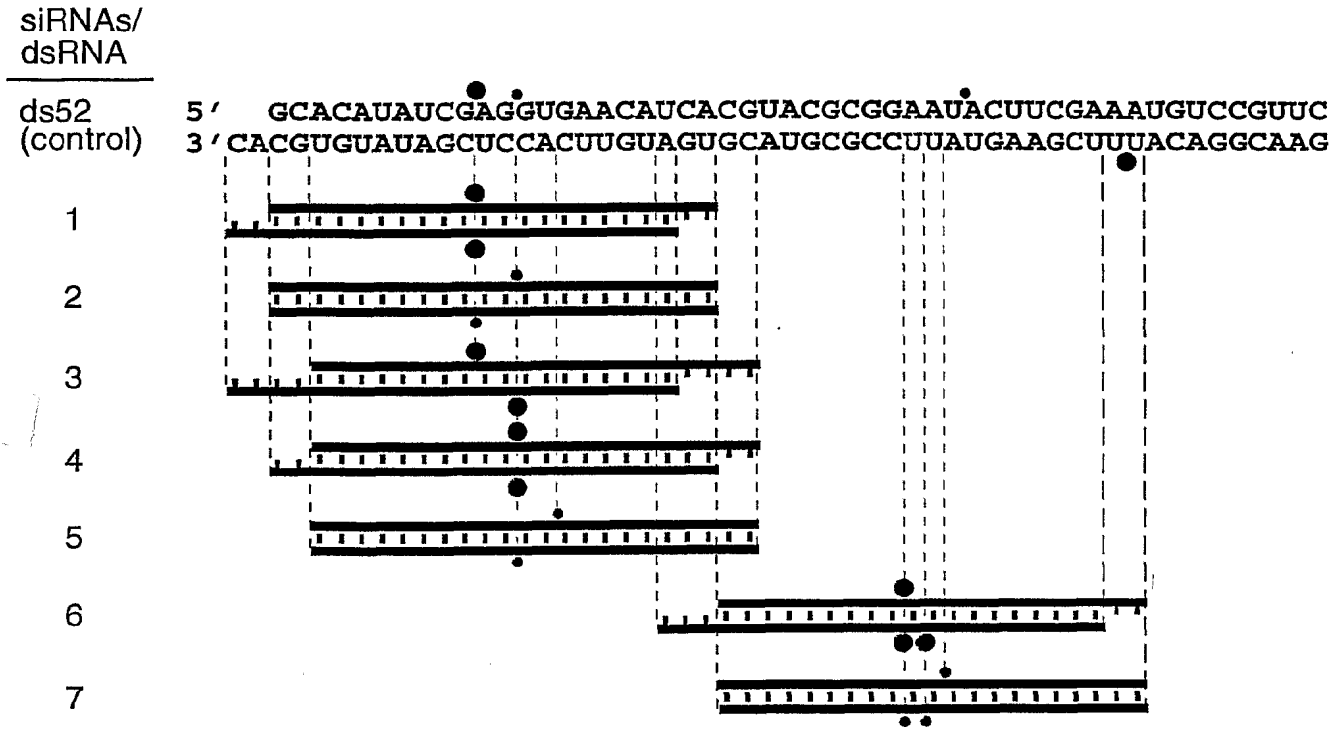 siRNAs/
dsRNA
ds52 5′ GCACAUAUCGAGGUGAACAUCACGUACGCGGAAUACUUCGAAAUGUCCGUUC
(control) 3′CACGUGUAUAGCUCCACUUGUAGUGCAUGCGCCUUAUGAAGCUUUACAGGCAAG
1
2
3
4
5
6
7